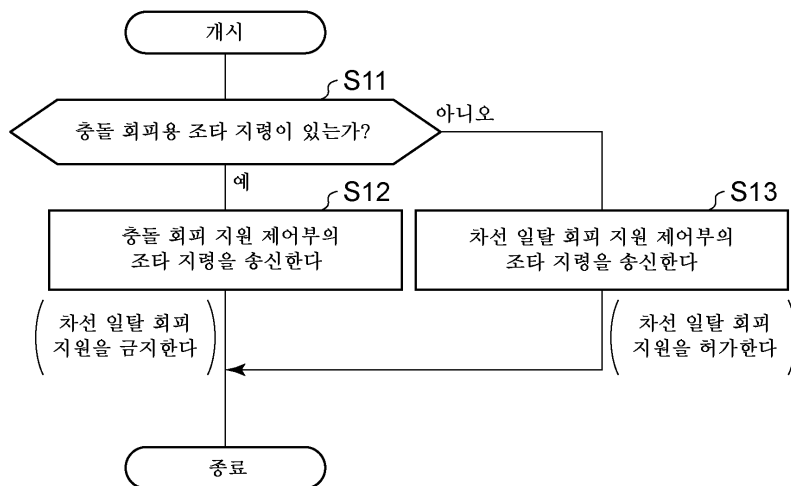 개시
S11
충돌 회피용 조타 지령이 있는가?
아니오
예
S12
충돌 회피 지원 제어부의
조타 지령을 송신한다
S13
차선 일탈 회피 지원 제어부의
조타 지령을 송신한다
(차선 일탈 회피
지원을 금지한다)
(차선 일탈 회피
지원을 허가한다)
종료